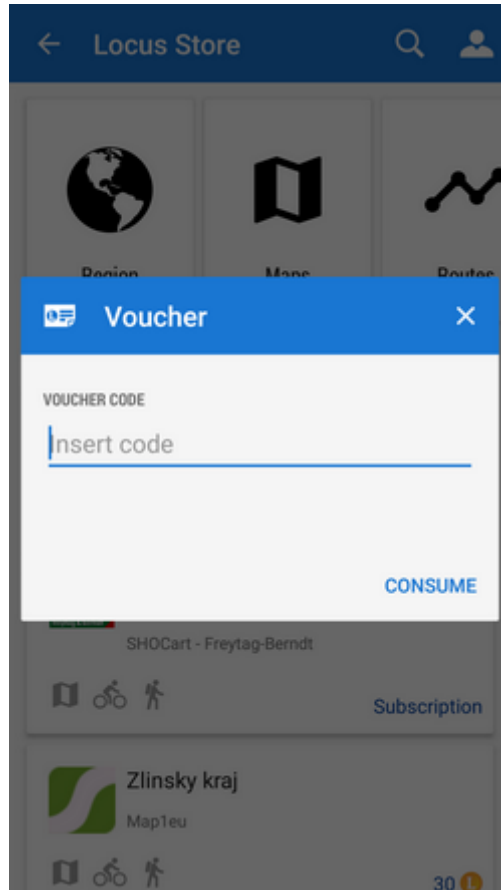 Locus Store
Region
Maps
Routes
Voucher
VOUCHER CODE
Insert code
CONSUME
SHOCart - Freytag-Berndt
Subscription
Zlinsky kraj
Map1eu
30 L